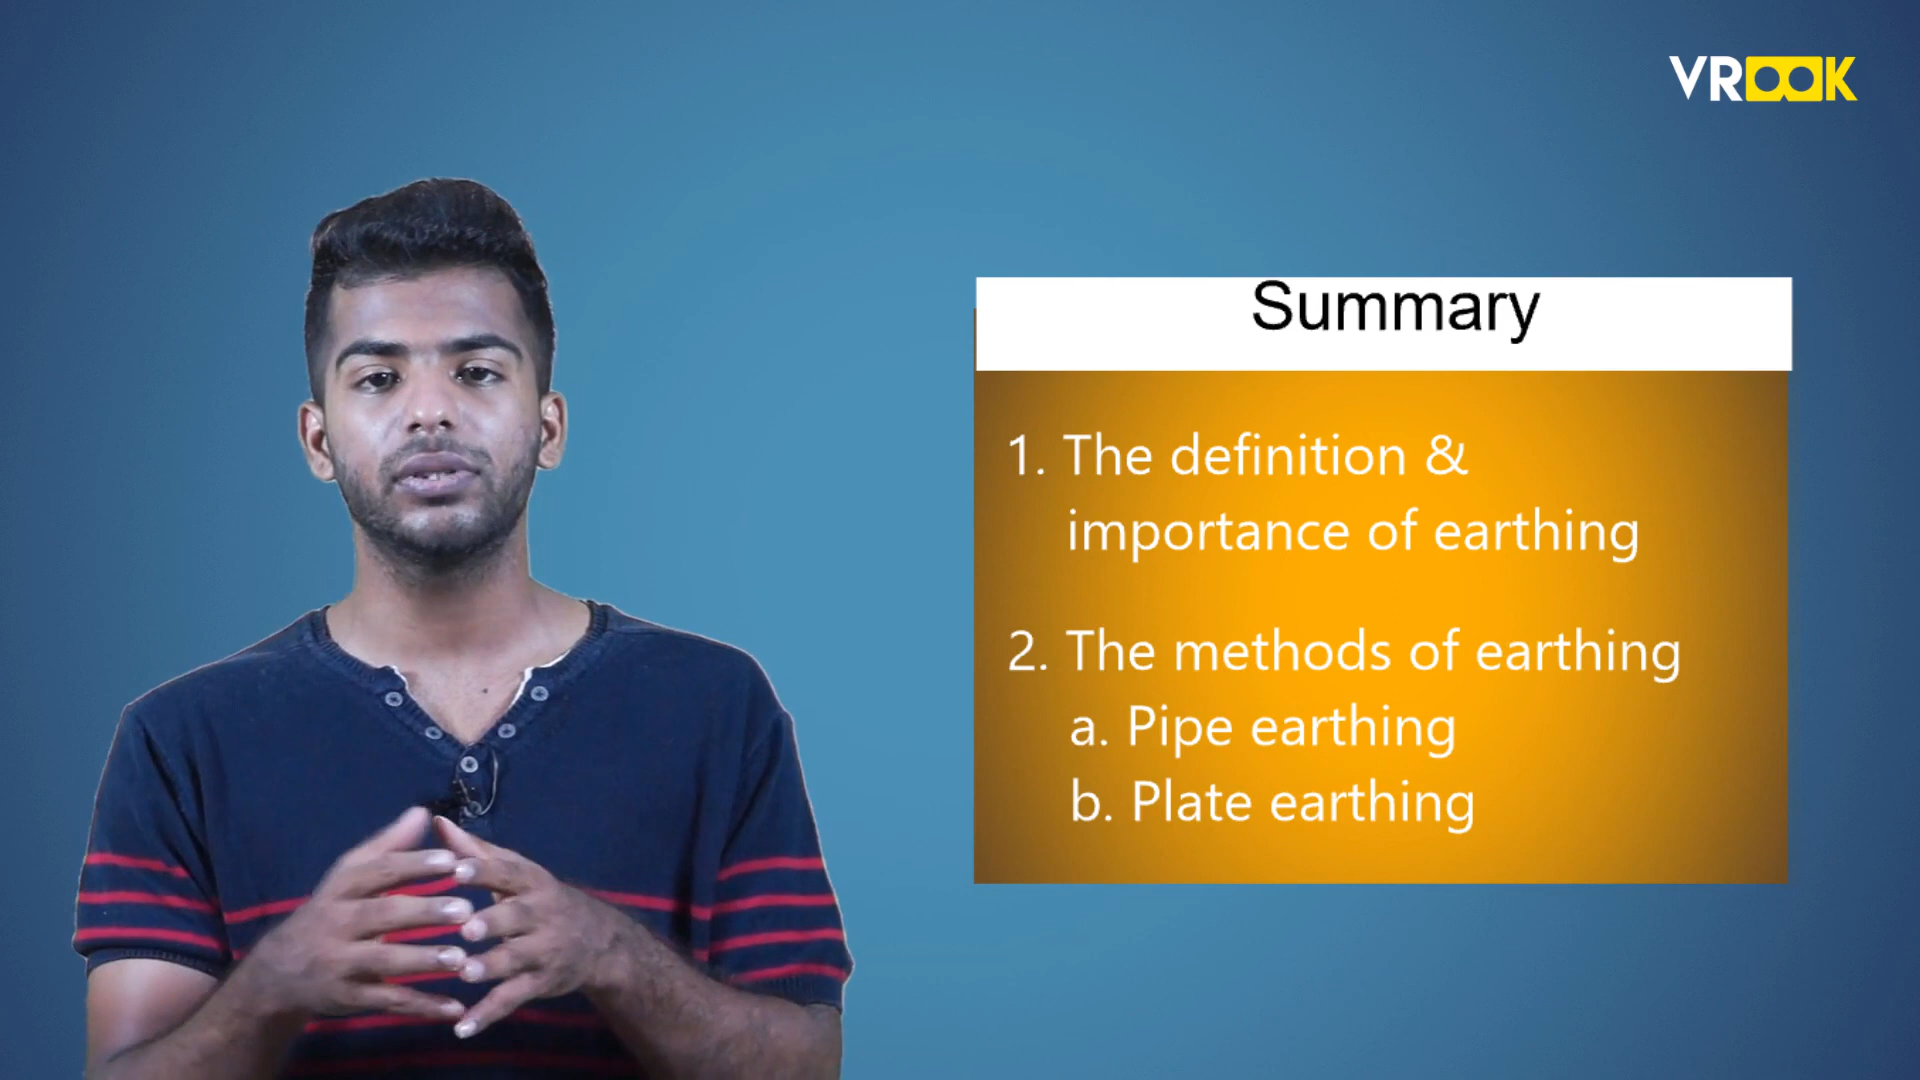 VROOK
Summary
1. The definition &
importance of earthing
2. The methods of earthing
a. Pipe earthing
b. Plate earthing